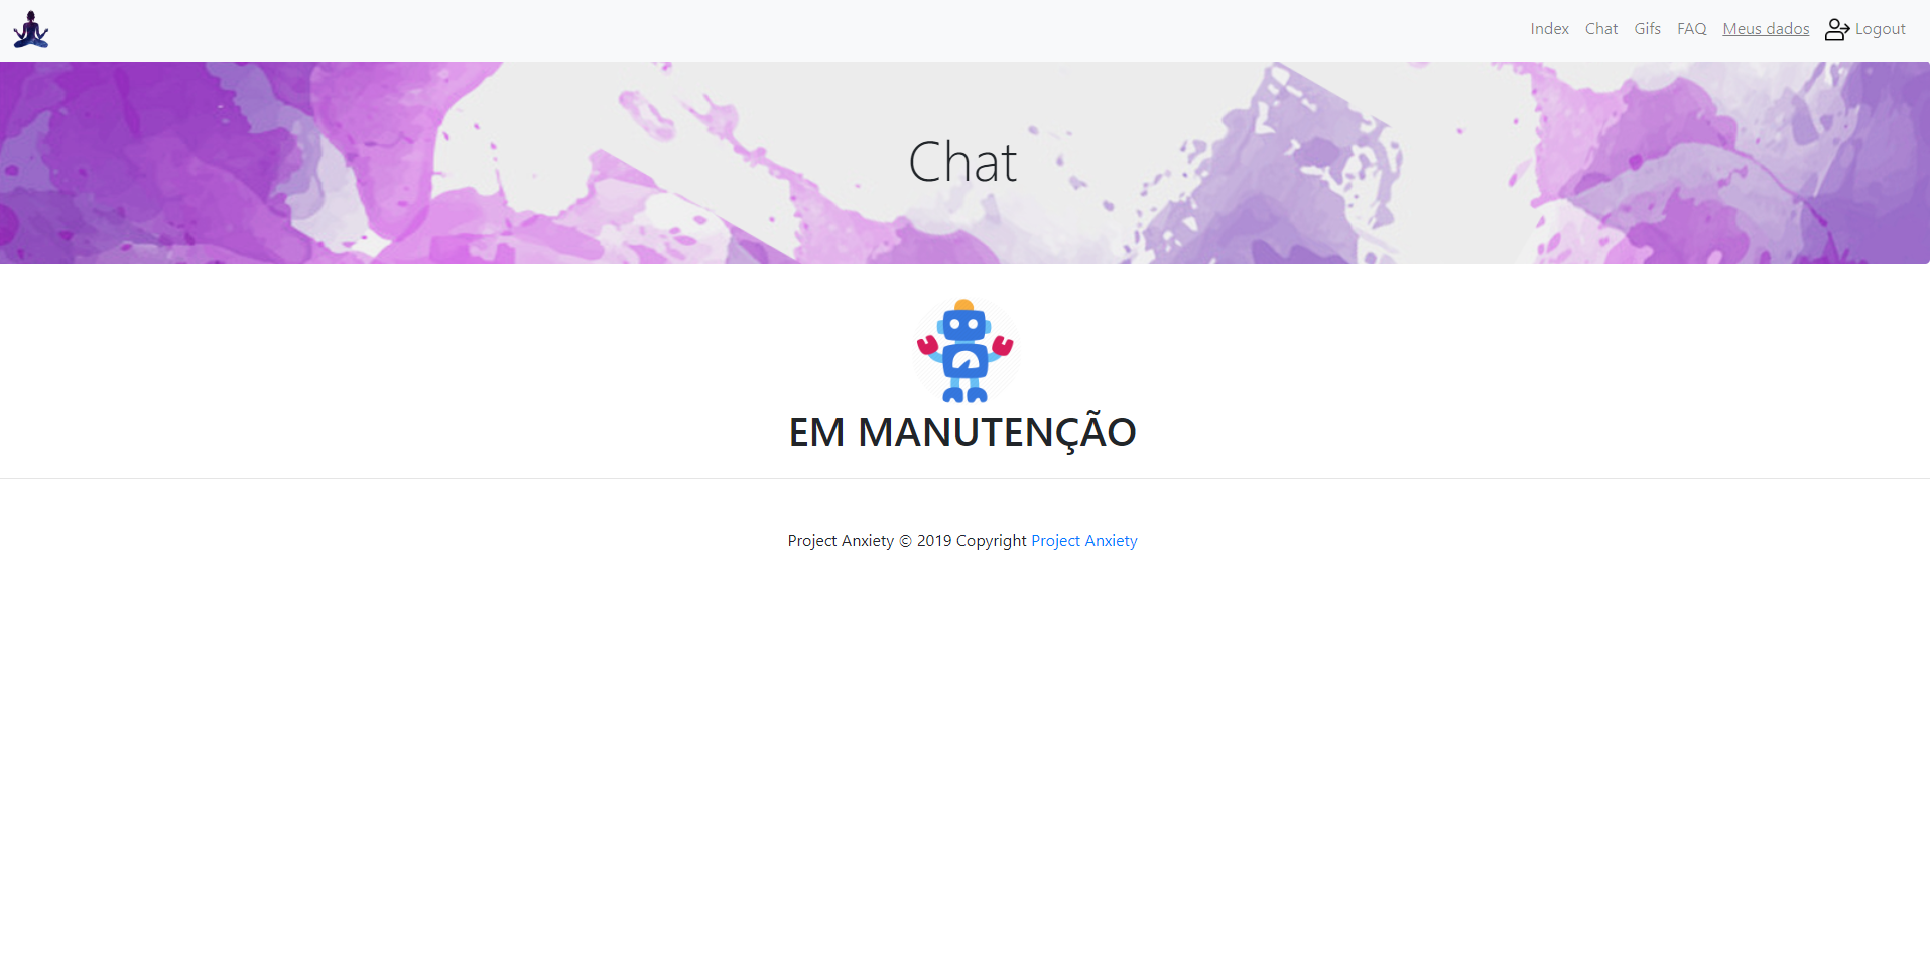 Index Chat Gifs FAQ Meus dados Logout
Chat
EM MANUTENÇÃO
Project Anxiety © 2019 Copyright Project Anxiety